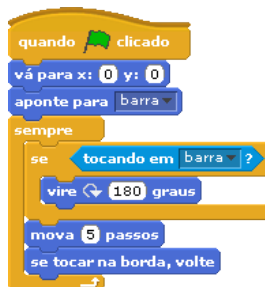 quando clicado
vá para x: 0 y: 0
aponte para barra
sempre
se tocando em barra ?
vire 180 graus
mova 5 passos
se tocar na borda, volte